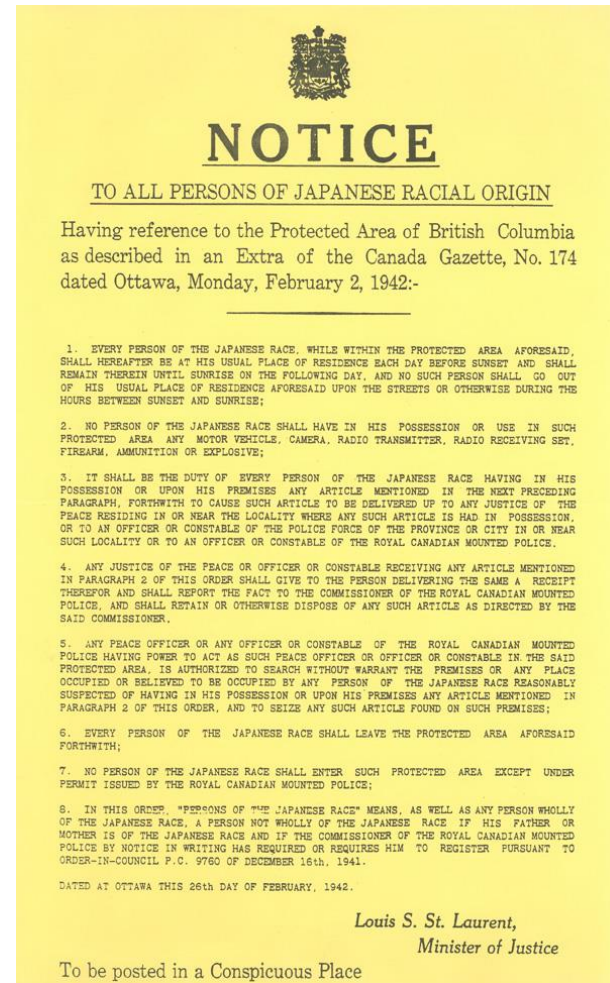 NOTICE
TO ALL PERSONS OF JAPANESE RACIAL ORIGIN
Having reference to the Protected Area of British Columbia
as described in an Extra of the Canada Gazette, No. 174
dated Ottawa, Monday, February 2, 1942:-
1. EVERY PERSON OF THE JAPANESE RACE, WHILE WITHIN THE PROTECTED AREA AFORESAID,
SHALL HEREAFTER BE AT HIS USUAL PLACE OF RESIDENCE EACH DAY BEFORE SUNSET AND SHALL
REMAIN THEREIN UNTIL SUNRISE ON THE FOLLOWING DAY, AND NO SUCH PERSON SHALL GO OUT
OF HIS USUAL PLACE OF RESIDENCE AFORESAID UPON THE STREETS OR OTHERWISE DURING THE
HOURS BETWEEN SUNSET AND SUNRISE;
2. NO PERSON OF THE JAPANESE RACE SHALL HAVE IN HIS POSSESSION OR USE IN SUCH
PROTECTED AREA ANY MOTOR VEHICLE, CAMERA, RADIO TRANSMITTER, RADIO RECEIVING SET,
FIREARM, AMMUNITION OR EXPLOSIVE;
3. IT SHALL BE THE DUTY OF EVERY PERSON OF THE JAPANESE RACE HAVING IN HIS
POSSESSION OR UPON HIS PREMISES ANY ARTICLE MENTIONED IN THE NEXT PRECEDING
PARAGRAPH, FORTHWITH TO CAUSE SUCH ARTICLE TO BE DELIVERED UP TO ANY JUSTICE OF THE
PEACE RESIDING IN OR NEAR THE LOCALITY WHERE ANY SUCH ARTICLE IS HAD IN POSSESSION,
OR TO AN OFFICER OR CONSTABLE OF THE POLICE FORCE OF THE PROVINCE OR CITY IN OR NEAR
SUCH LOCALITY OR TO AN OFFICER OR CONSTABLE OF THE ROYAL CANADIAN MOUNTED POLICE.
4. ANY JUSTICE OF THE PEACE OR OFFICER OR CONSTABLE RECEIVING ANY ARTICLE MENTIONED
IN PARAGRAPH 2 OF THIS ORDER SHALL GIVE TO THE PERSON DELIVERING THE SAME A RECEIPT
THEREFOR AND SHALL REPORT THE FACT TO THE COMMISSIONER OF THE ROYAL CANADIAN MOUNTED
POLICE, AND SHALL RETAIN OR OTHERWISE DISPOSE OF ANY SUCH ARTICLE AS DIRECTED BY THE
SAID COMMISSIONER.
5. ANY PEACE OFFICER OR ANY OFFICER OR CONSTABLE OF THE ROYAL CANADIAN MOUNTED
POLICE HAVING POWER TO ACT AS SUCH PEACE OFFICER OR OFFICER OR CONSTABLE IN THE SAID
PROTECTED AREA, IS AUTHORIZED TO SEARCH WITHOUT WARRANT THE PREMISES OR ANY PLACE
OCCUPIED OR BELIEVED TO BE OCCUPIED BY ANY PERSON OF THE JAPANESE RACE REASONABLY
SUSPECTED OF HAVING IN HIS POSSESSION OR UPON HIS PREMISES ANY ARTICLE MENTIONED IN
PARAGRAPH 2 OF THIS ORDER, AND TO SEIZE ANY SUCH ARTICLE FOUND ON SUCH PREMISES;
6. EVERY PERSON OF THE JAPANESE RACE SHALL LEAVE THE PROTECTED AREA AFORESAID
FORTHWITH;
7. NO PERSON OF THE JAPANESE RACE SHALL ENTER SUCH PROTECTED AREA EXCEPT UNDER
PERMIT ISSUED BY THE ROYAL CANADIAN MOUNTED POLICE;
8. IN THIS ORDER, "PERSONS OF THE JAPANESE RACE" MEANS, AS WELL AS ANY PERSON WHOLLY
OF THE JAPANESE RACE, A PERSON NOT WHOLLY OF THE JAPANESE RACE IF HIS FATHER OR
MOTHER IS OF THE JAPANESE RACE AND IF THE COMMISSIONER OF THE ROYAL CANADIAN MOUNTED
POLICE BY NOTICE IN WRITING HAS REQUIRED OR REQUIRES HIM TO REGISTER PURSUANT TO
ORDER-IN-COUNCIL P.C. 9760 OF DECEMBER 16th, 1941.
DATED AT OTTAWA THIS 26th DAY OF FEBRUARY, 1942.
Louis S. St. Laurent,
Minister of Justice
To be posted in a Conspicuous Place